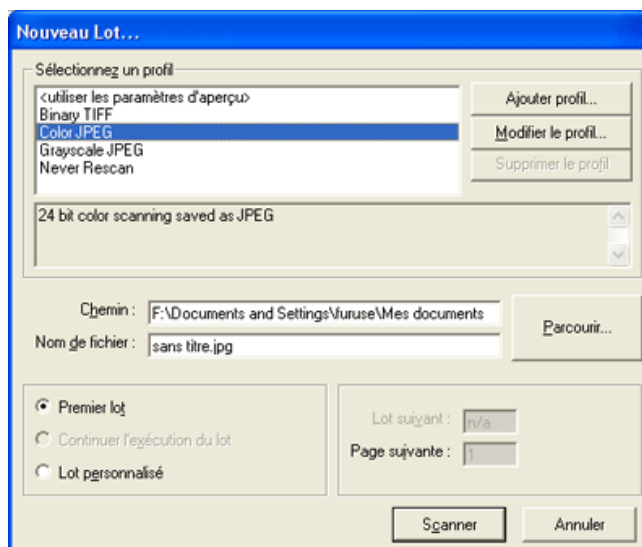 Nouveau Lot...
Sélectionnez un profil
<utiliser les paramètres d'aperçu>
Binary TIFF
Color JPEG
Grayscale JPEG
Never Rescan
Ajouter profil...
Modifier le profil...
Supprimer le profil
24 bit color scanning saved as JPEG
Chemin : F:\Documents and Settings\furuse\Mes documents
Nom de fichier : sans titre.jpg
Parcourir...
Premier lot
Continuer l'exécution du lot
Lot personnalisé
Lot suivant : n/a
Page suivante : 1
Scanner Annuler